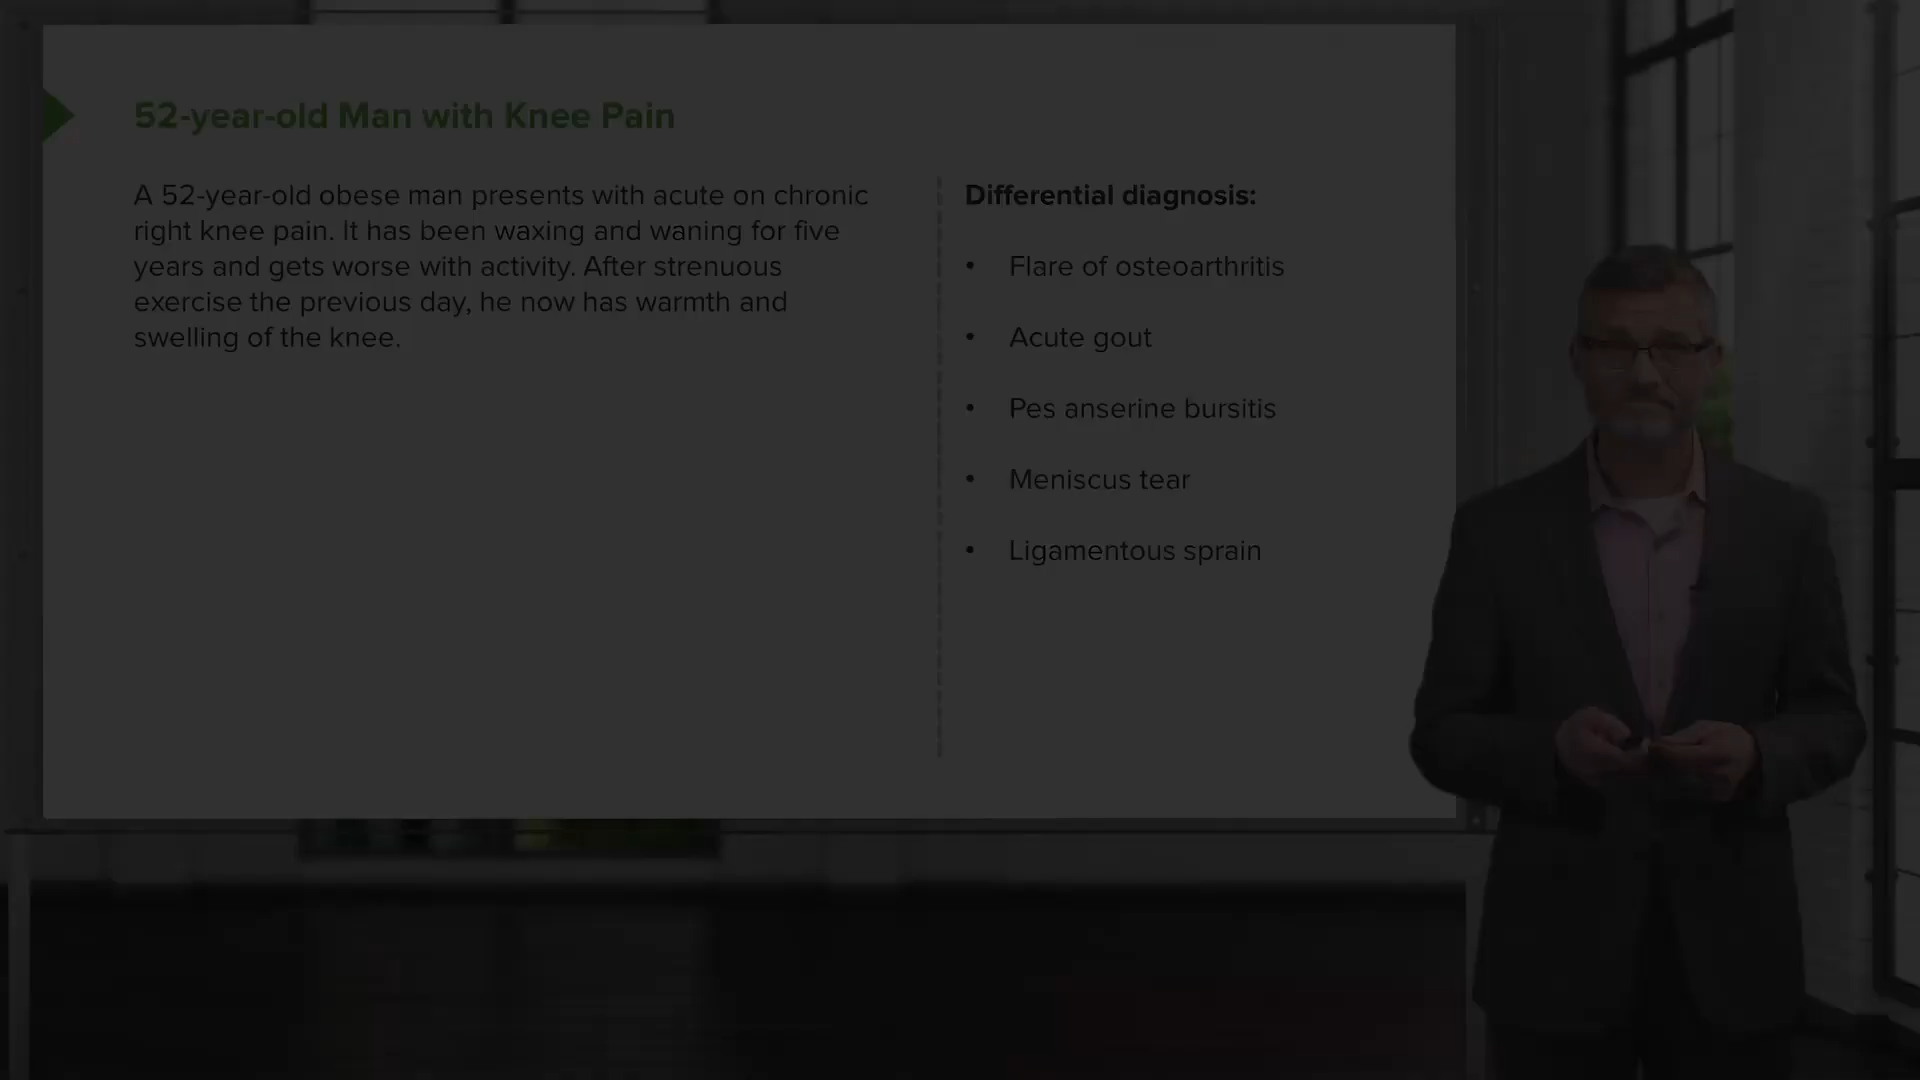 52-year-old Man with Knee Pain
A 52-year-old obese man presents with acute on chronic
right knee pain. It has been waxing and waning for five
years and gets worse with activity. After strenuous
exercise the previous day, he now has warmth and
swelling of the knee.
Differential diagnosis:
• Flare of osteoarthritis
• Acute gout
• Pes anserine bursitis
• Meniscus tear
• Ligamentous sprain